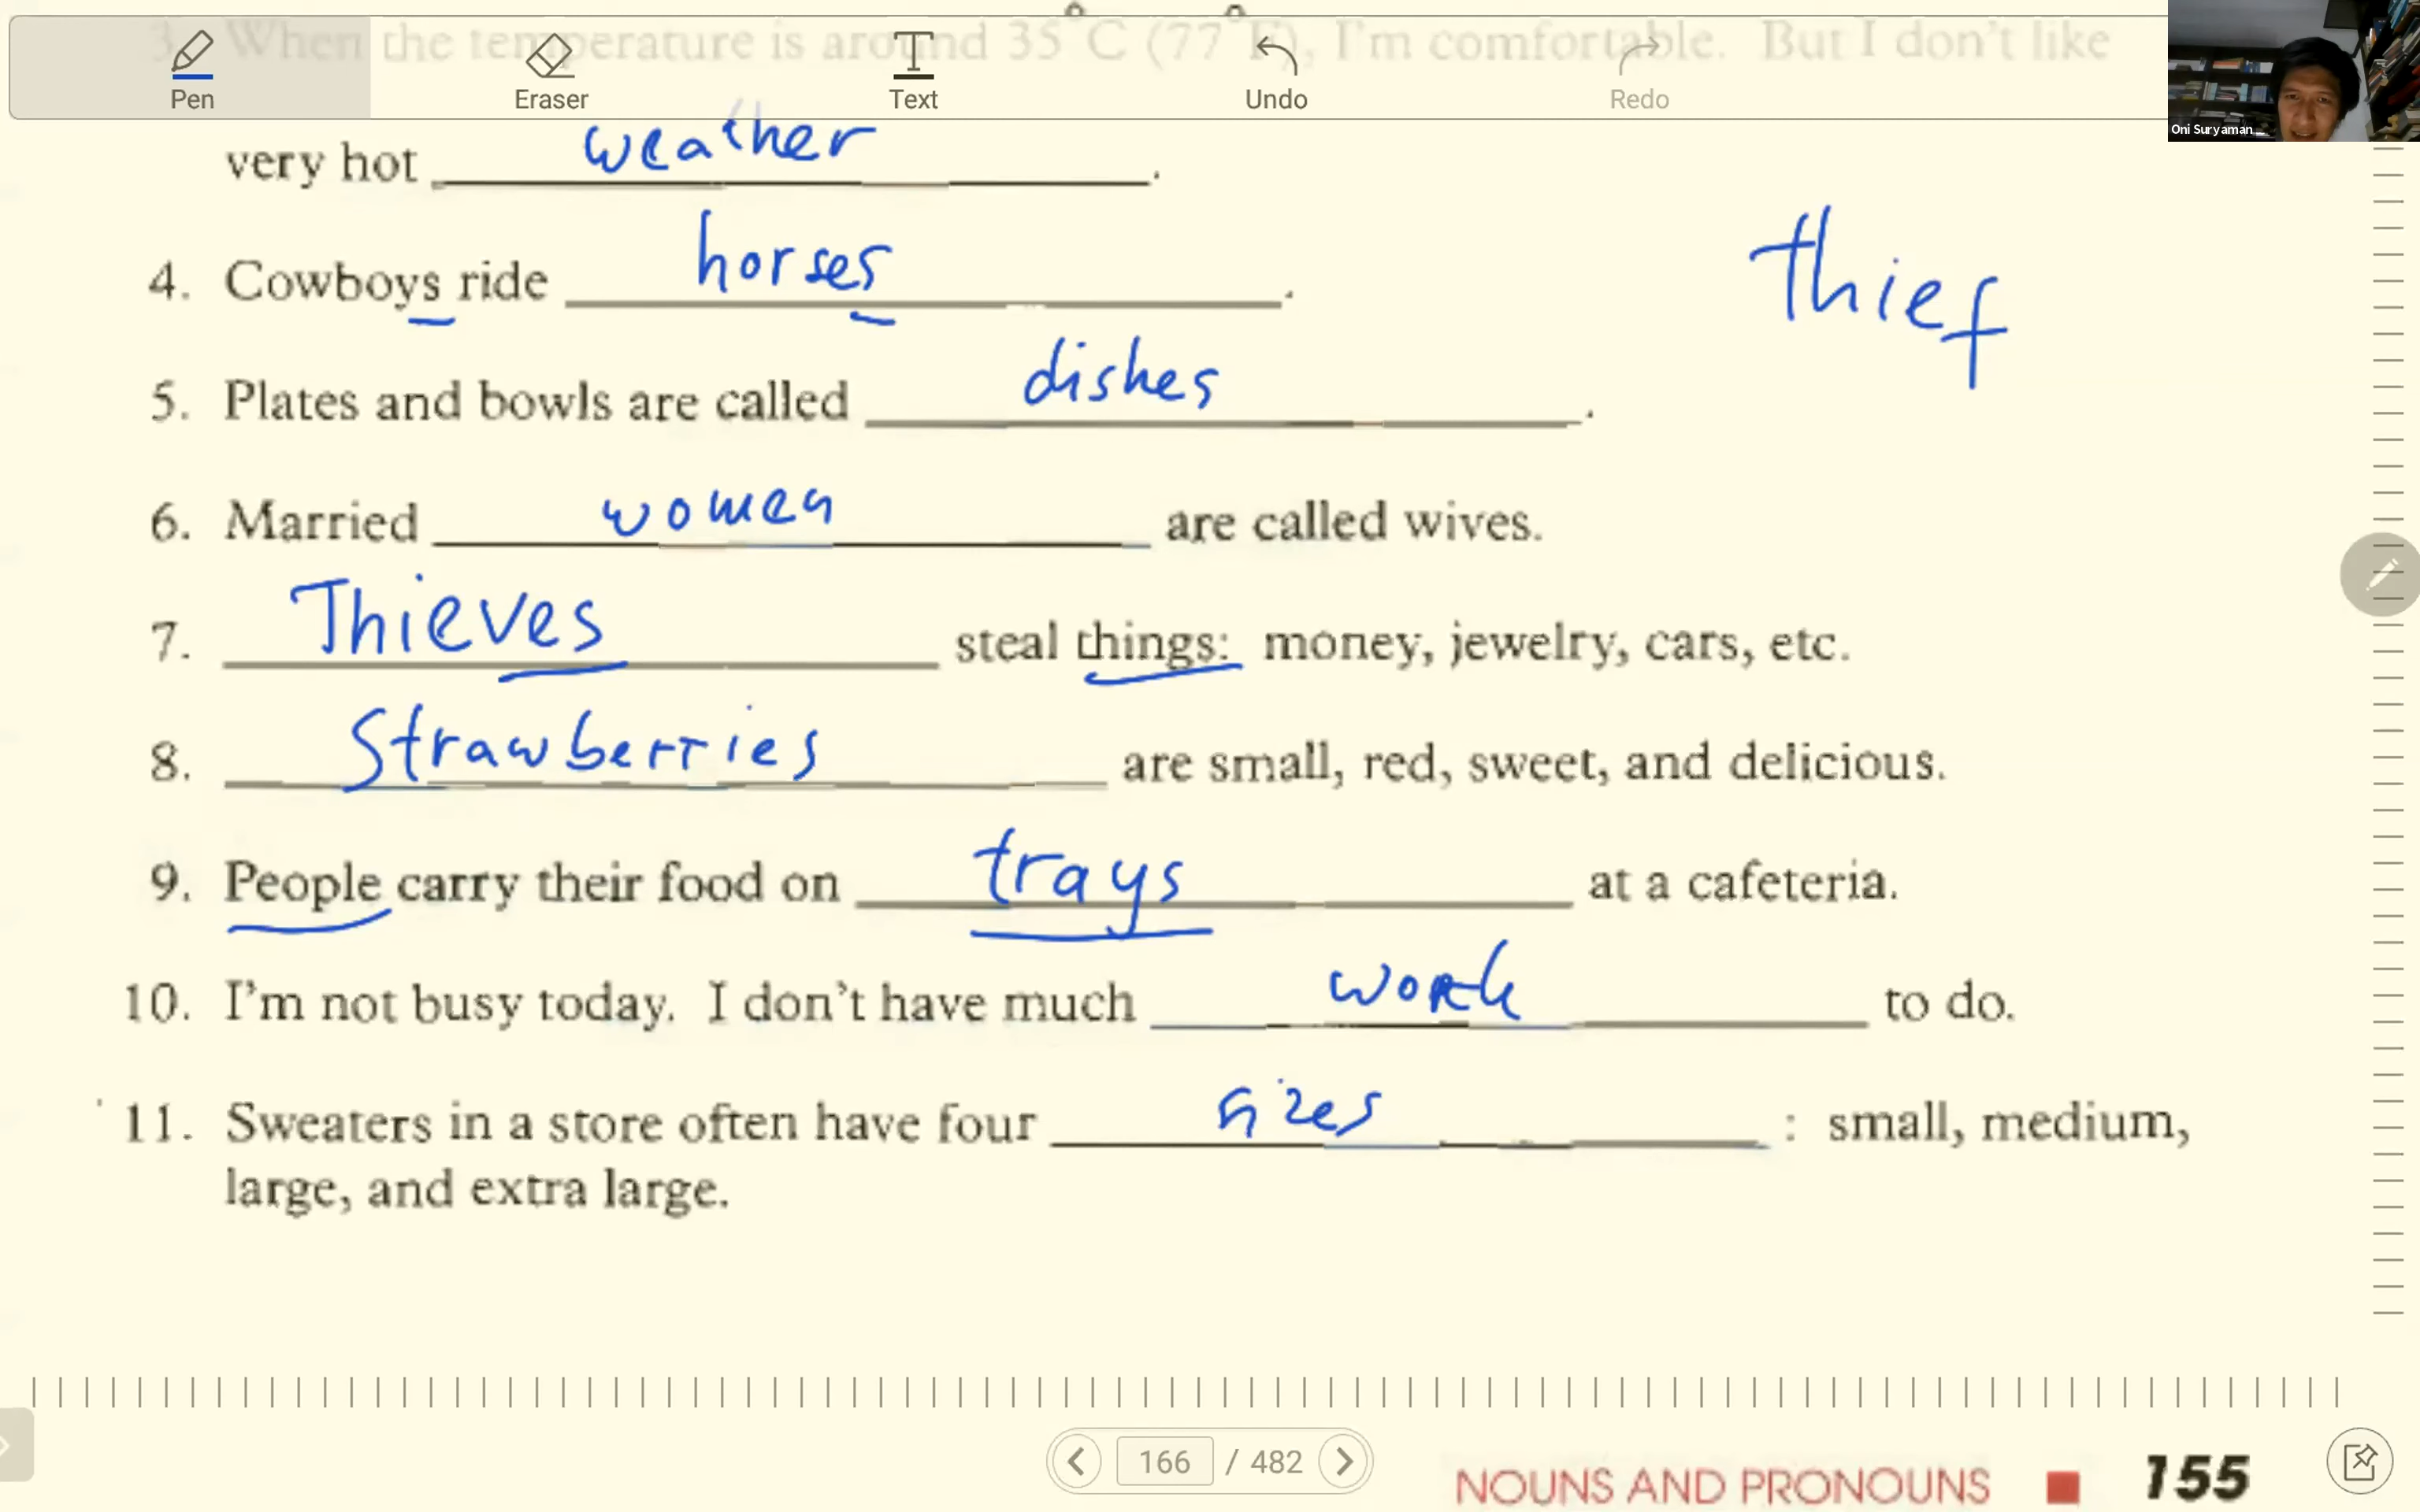 3. When the temperature is around 35°C (77°F), I'm comfortable. But I don't like
Pen Eraser Text Undo Redo
Oni Suryaman
very hot weather.
4. Cowboys ride horses.
thief
5. Plates and bowls are called dishes.
6. Married women are called wives.
7. Thieves steal things: money, jewelry, cars, etc.
8. Strawberries are small, red, sweet, and delicious.
9. People carry their food on trays at a cafeteria.
10. I'm not busy today. I don't have much work to do.
11. Sweaters in a store often have four sizes: small, medium,
large, and extra large.
166 / 482
NOUNS AND PRONOUNS 155